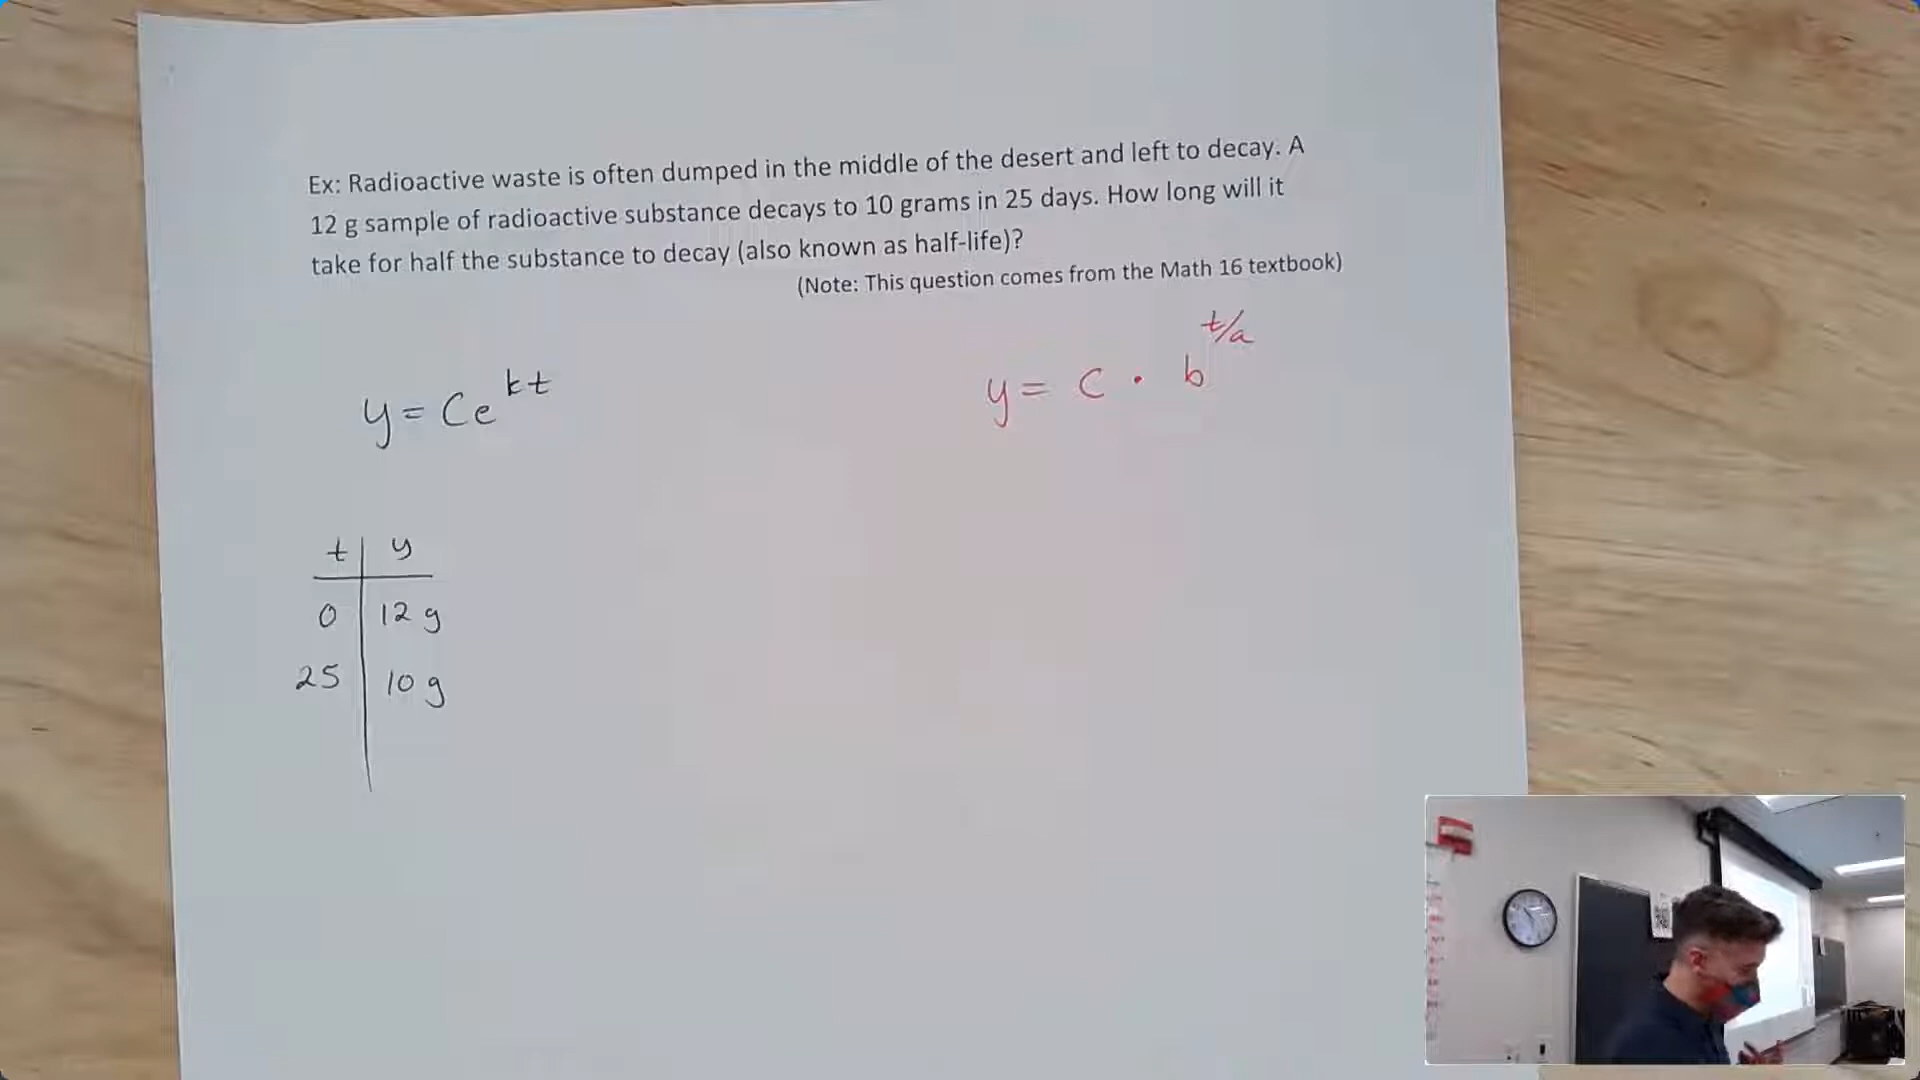 Ex: Radioactive waste is often dumped in the middle of the desert and left to decay. A
12 g sample of radioactive substance decays to 10 grams in 25 days. How long will it
take for half the substance to decay (also known as half-life)?
(Note: This question comes from the Math 16 textbook)
y = Ce^kt
y = C · b^t/a
t | y
0 | 12 g
25 | 10 g